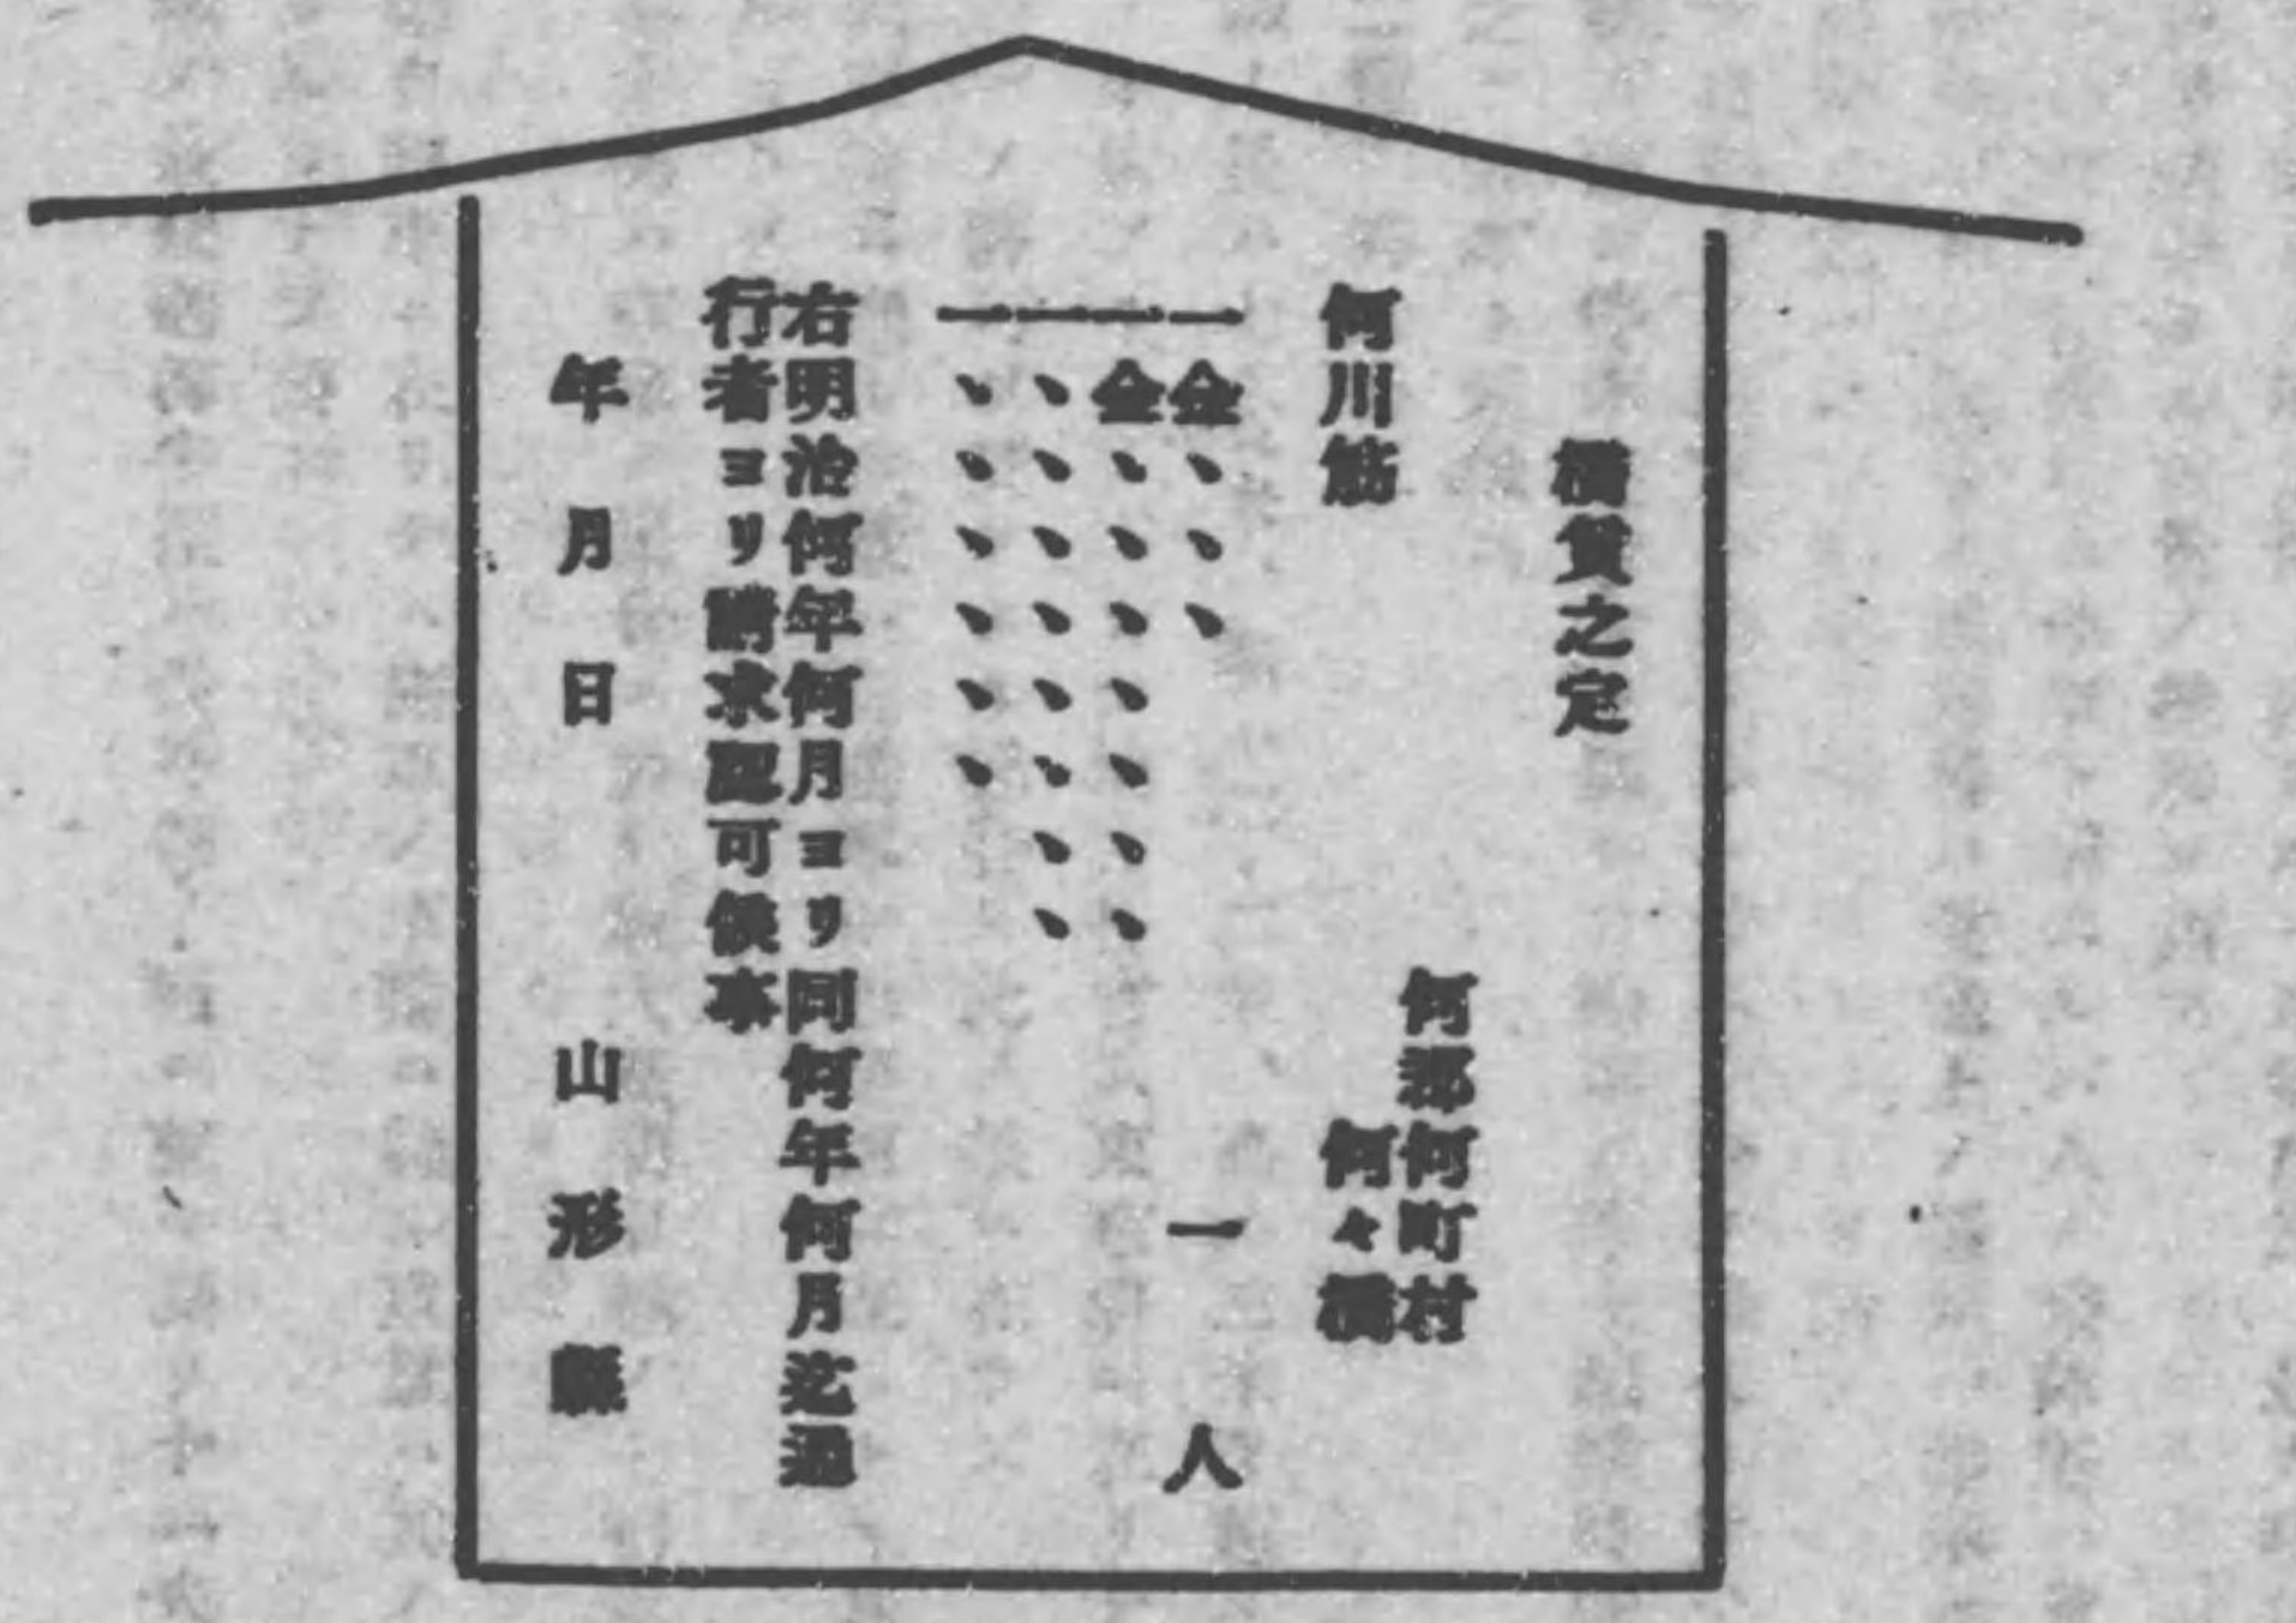 橋賃之定
何郡何町村
何川筋　何々橋
一金、、、　一人
一金、、、、、、、
一、、、、、、、、
一、、、、、、
右明治何年何月ヨリ同何年何月迄通
行者ヨリ請求認可候事
年月日　山形縣